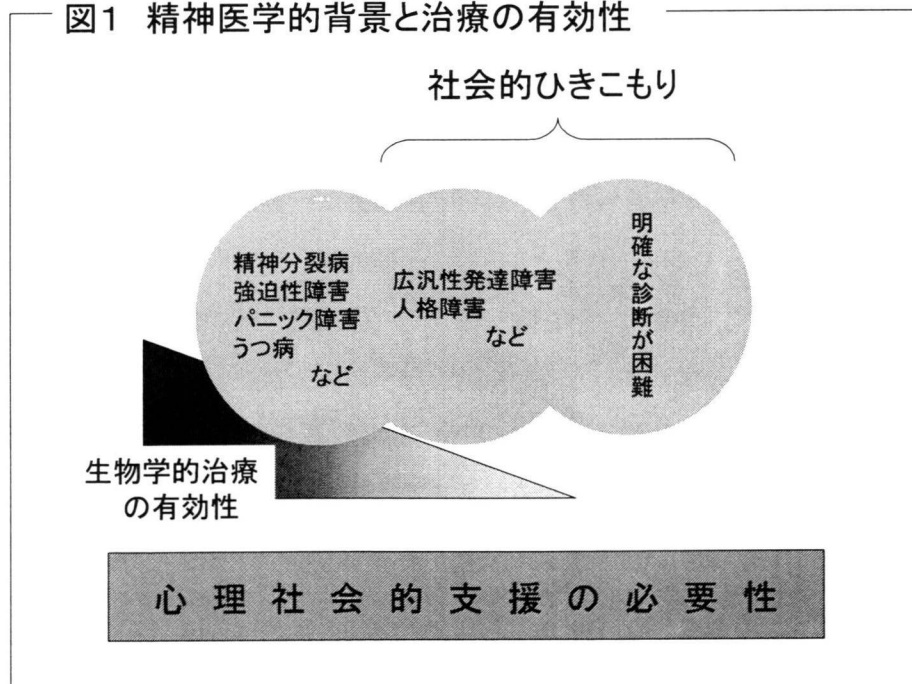 図1 精神医学的背景と治療の有効性
社会的ひきこもり
精神分裂病
強迫性障害
パニック障害
うつ病
など
広汎性発達障害
人格障害
など
明確な診断が困難
生物学的治療
の有効性
心理社会的支援の必要性